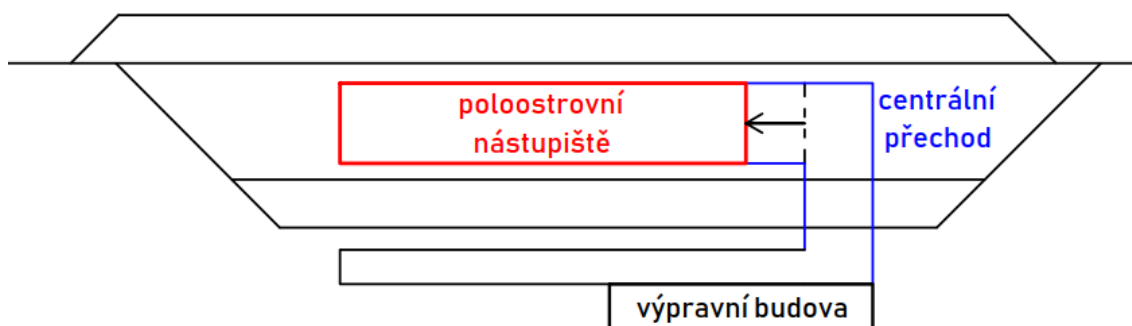 poloostrovní
nástupiště
centrální
přechod
výpravní budova